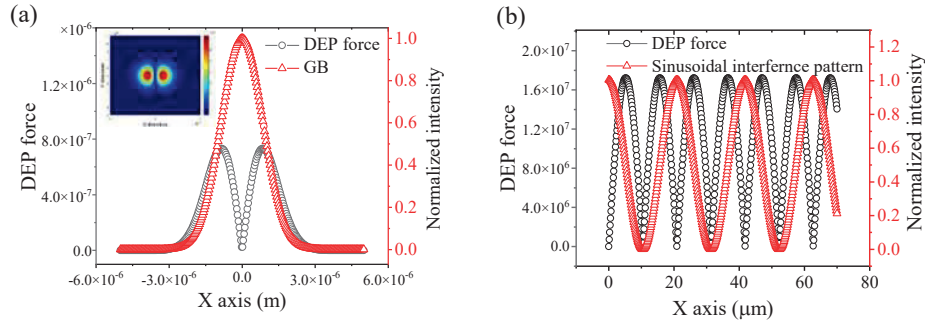 (a)
×10⁻⁶
1.2×10⁻⁶
8.0×10⁻⁷
4.0×10⁻⁷
0.0
DEP force
DEP force
GB
1.0
0.8
0.6
0.4
0.2
0.0
Normalized intensity
-6.0×10⁻⁶
-3.0×10⁻⁶
0.0
3.0×10⁻⁶
6.0×10⁻⁶
X axis (m)
(b)
2.0×10⁷
1.6×10⁷
1.2×10⁷
8.0×10⁶
4.0×10⁶
0.0
DEP force
DEP force
Sinusoidal interfernce pattern
1.2
1.0
0.8
0.6
0.4
0.2
0.0
Normalized intensity
0
20
40
60
80
X axis (μm)